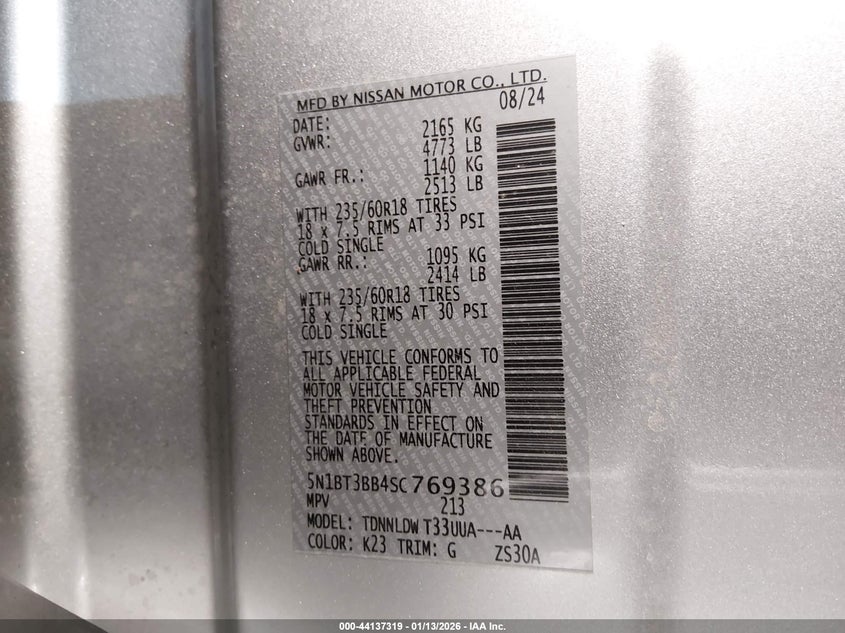 MFD BY NISSAN MOTOR CO., LTD.
DATE: 08/24
GVWR: 2165 KG
4773 LB
GAWR FR.: 1140 KG
2513 LB
WITH 235/60R18 TIRES
18 x 7.5 RIMS AT 33 PSI
COLD SINGLE
GAWR RR.: 1095 KG
2414 LB
WITH 235/60R18 TIRES
18 x 7.5 RIMS AT 30 PSI
COLD SINGLE
THIS VEHICLE CONFORMS TO
ALL APPLICABLE FEDERAL
MOTOR VEHICLE SAFETY AND
THEFT PREVENTION
STANDARDS IN EFFECT ON
THE DATE OF MANUFACTURE
SHOWN ABOVE.
5N1BT3BB4SC769386
MPV 213
MODEL: TDNNLDW T33UUA---AA
COLOR: K23 TRIM: G ZS30A
000-44137319 - 01/13/2026 - IAA Inc.